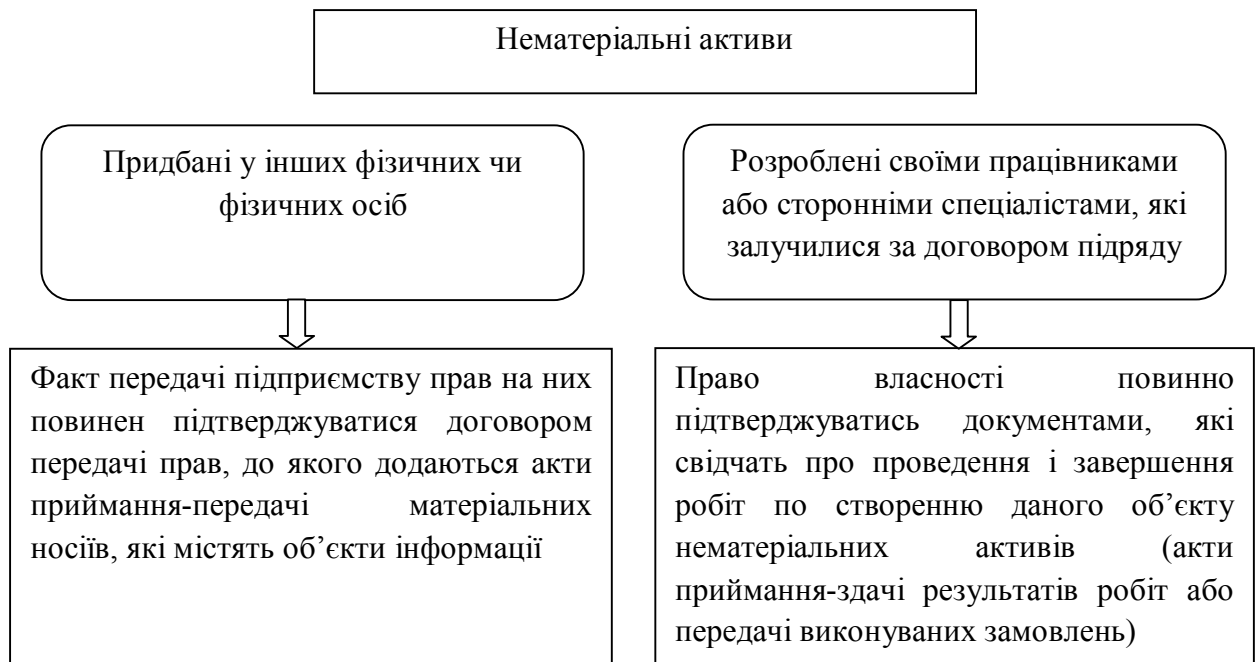 Нематеріальні активи
Придбані у інших фізичних чи
фізичних осіб
Розроблені своїми працівниками
або сторонніми спеціалістами, які
залучилися за договором підряду
Факт передачі підприємству прав на них
повинен підтверджуватися договором
передачі прав, до якого додаються акти
приймання-передачі матеріальних
носіїв, які містять об’єкти інформації
Право власності повинно
підтверджуватись документами, які
свідчать про проведення і завершення
робіт по створенню даного об’єкту
нематеріальних активів (акти
приймання-здачі результатів робіт або
передачі виконуваних замовлень)